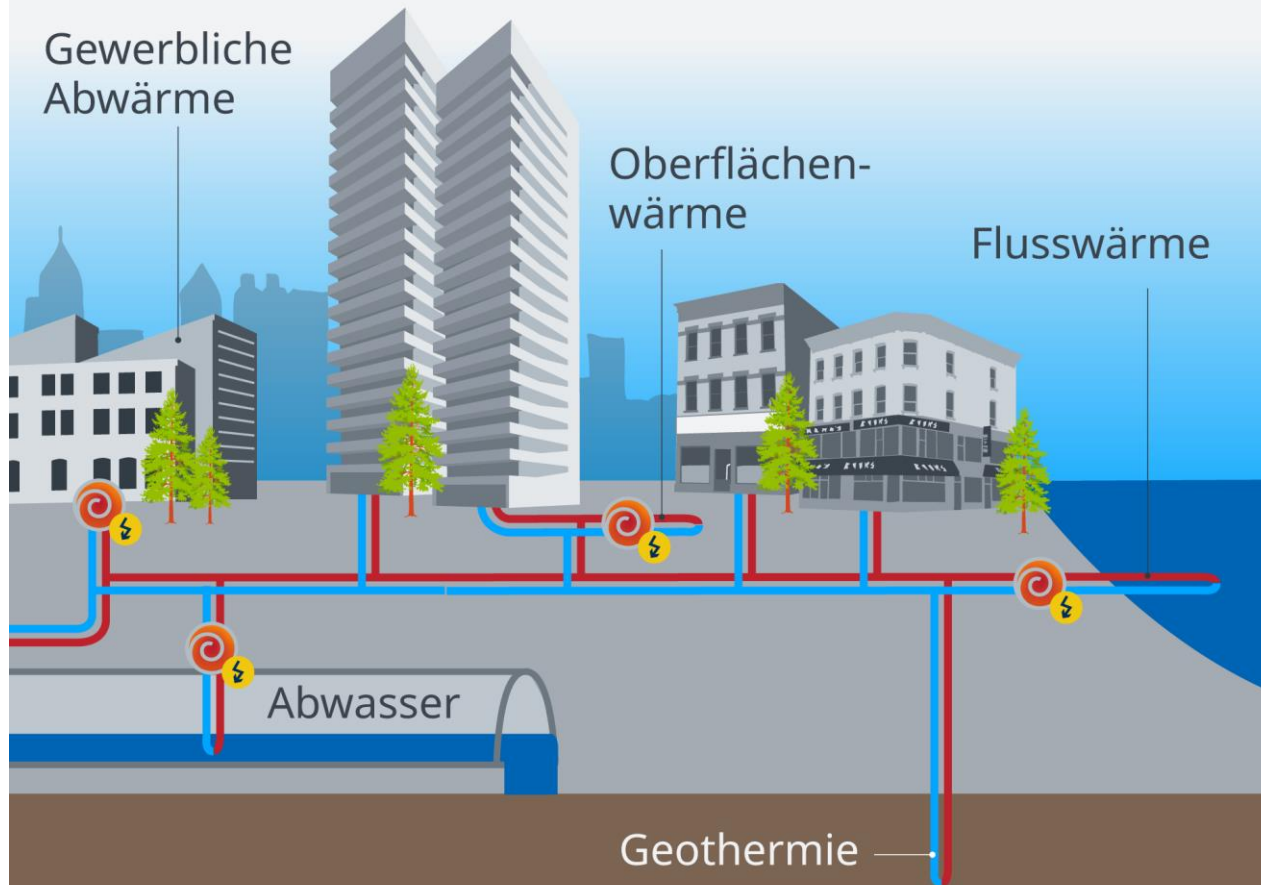 Gewerbliche
Abwärme
Oberflächen-
wärme
Flusswärme
Abwasser
Geothermie